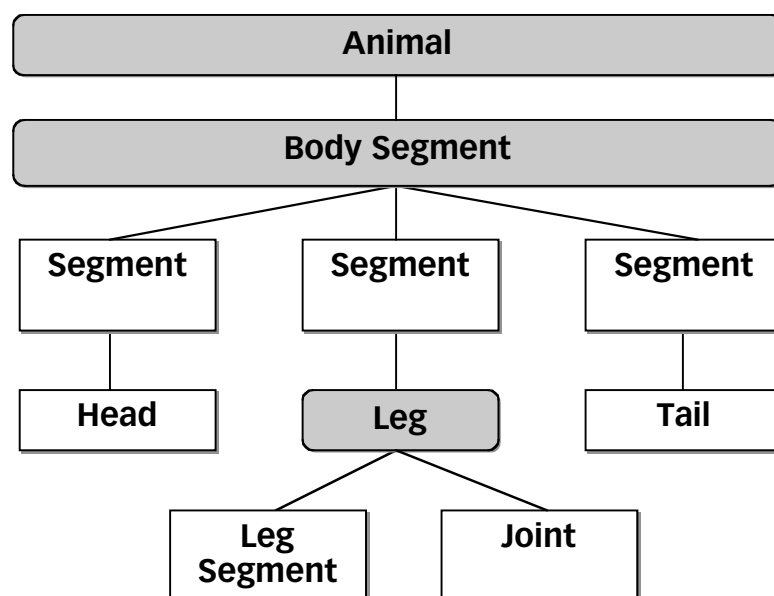 Animal
Body Segment
Segment
Segment
Segment
Head
Leg
Tail
Leg
Segment
Joint